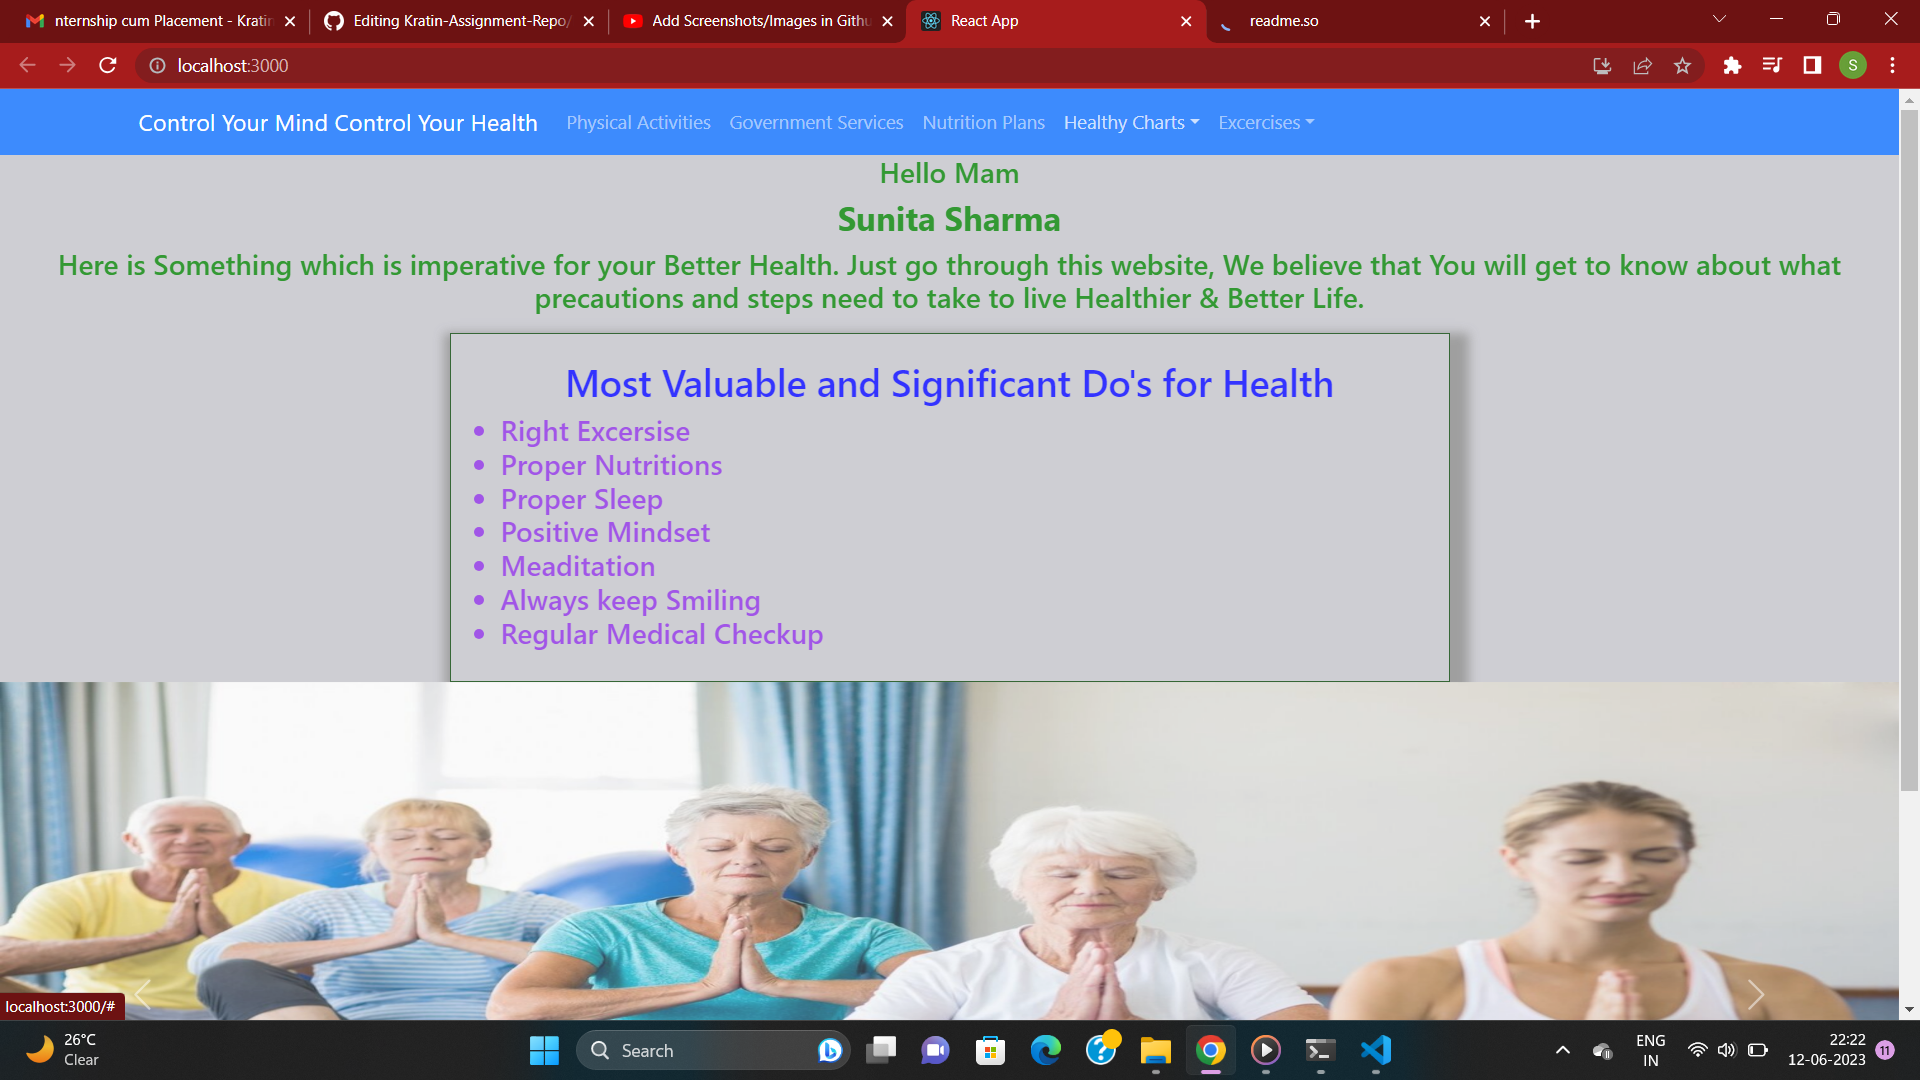 nternship cum Placement - Kratin
Editing Kratin-Assignment-Repo/
Add Screenshots/Images in Githu
React App
readme.so
localhost:3000
S
Control Your Mind Control Your Health
Physical Activities
Government Services
Nutrition Plans
Healthy Charts
Excercises
Hello Mam
Sunita Sharma
Here is Something which is imperative for your Better Health. Just go through this website, We believe that You will get to know about what
precautions and steps need to take to live Healthier & Better Life.
Most Valuable and Significant Do's for Health
Right Excersise
Proper Nutritions
Proper Sleep
Positive Mindset
Meaditation
Always keep Smiling
Regular Medical Checkup
localhost:3000/#
26°C
Clear
Search
ENG
IN
22:22
12-06-2023
11